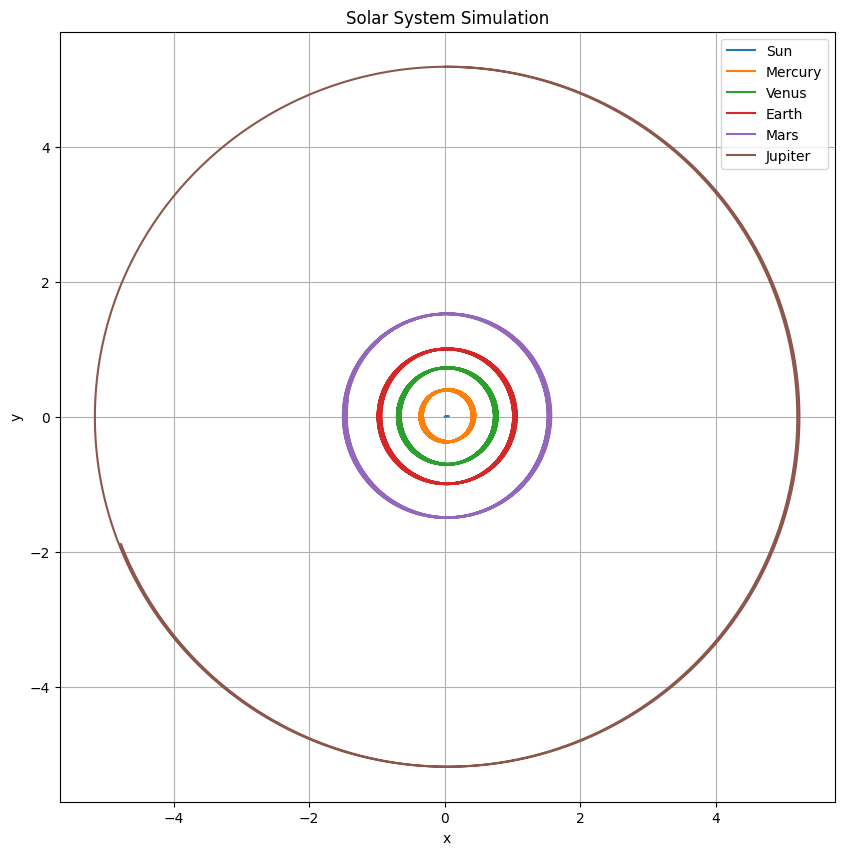 Solar System Simulation
Sun
Mercury
Venus
Earth
Mars
Jupiter
4
2
0
−2
−4
y
−4
−2
0
2
4
x